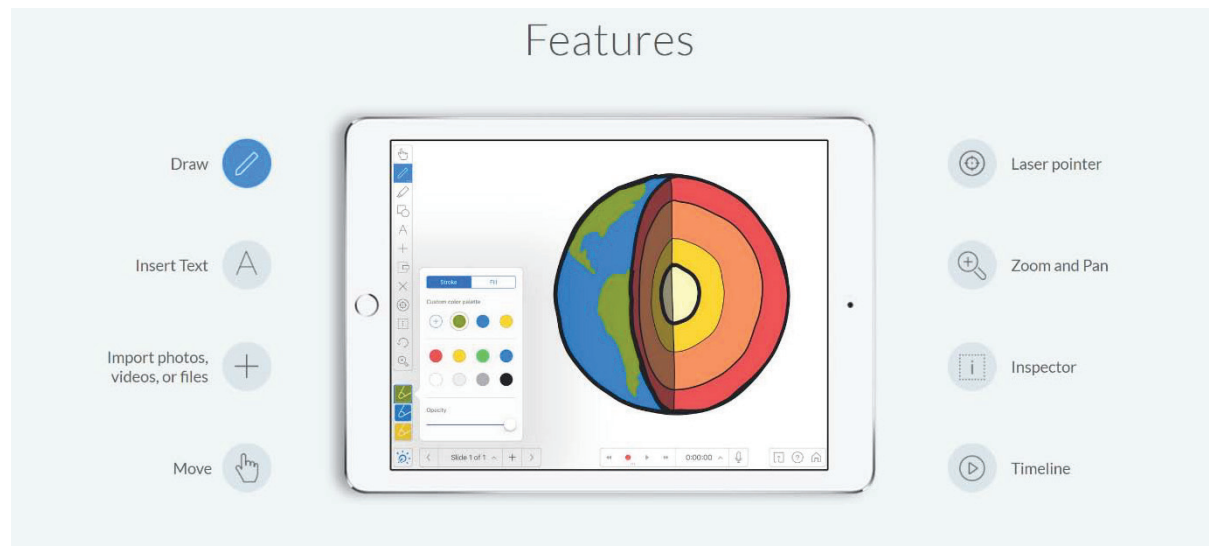 Features
Draw
Insert Text
Import photos,
videos, or files
Move
Stroke
Fill
Custom color palette
Opacity
Slide 1 of 1
0:00:00
Laser pointer
Zoom and Pan
Inspector
Timeline